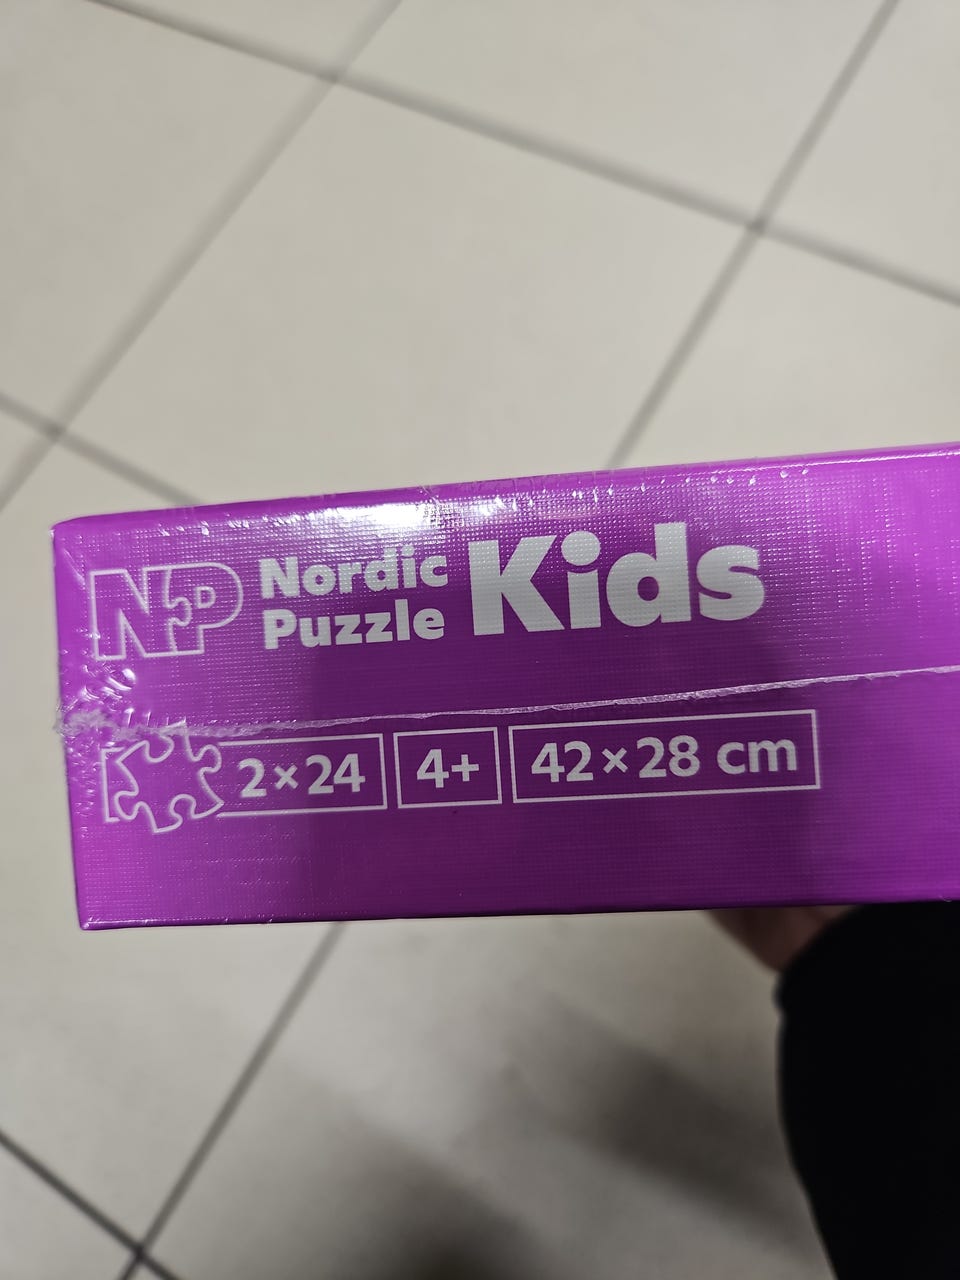 NP Nordic Puzzle Kids
2×24 4+ 42×28 cm